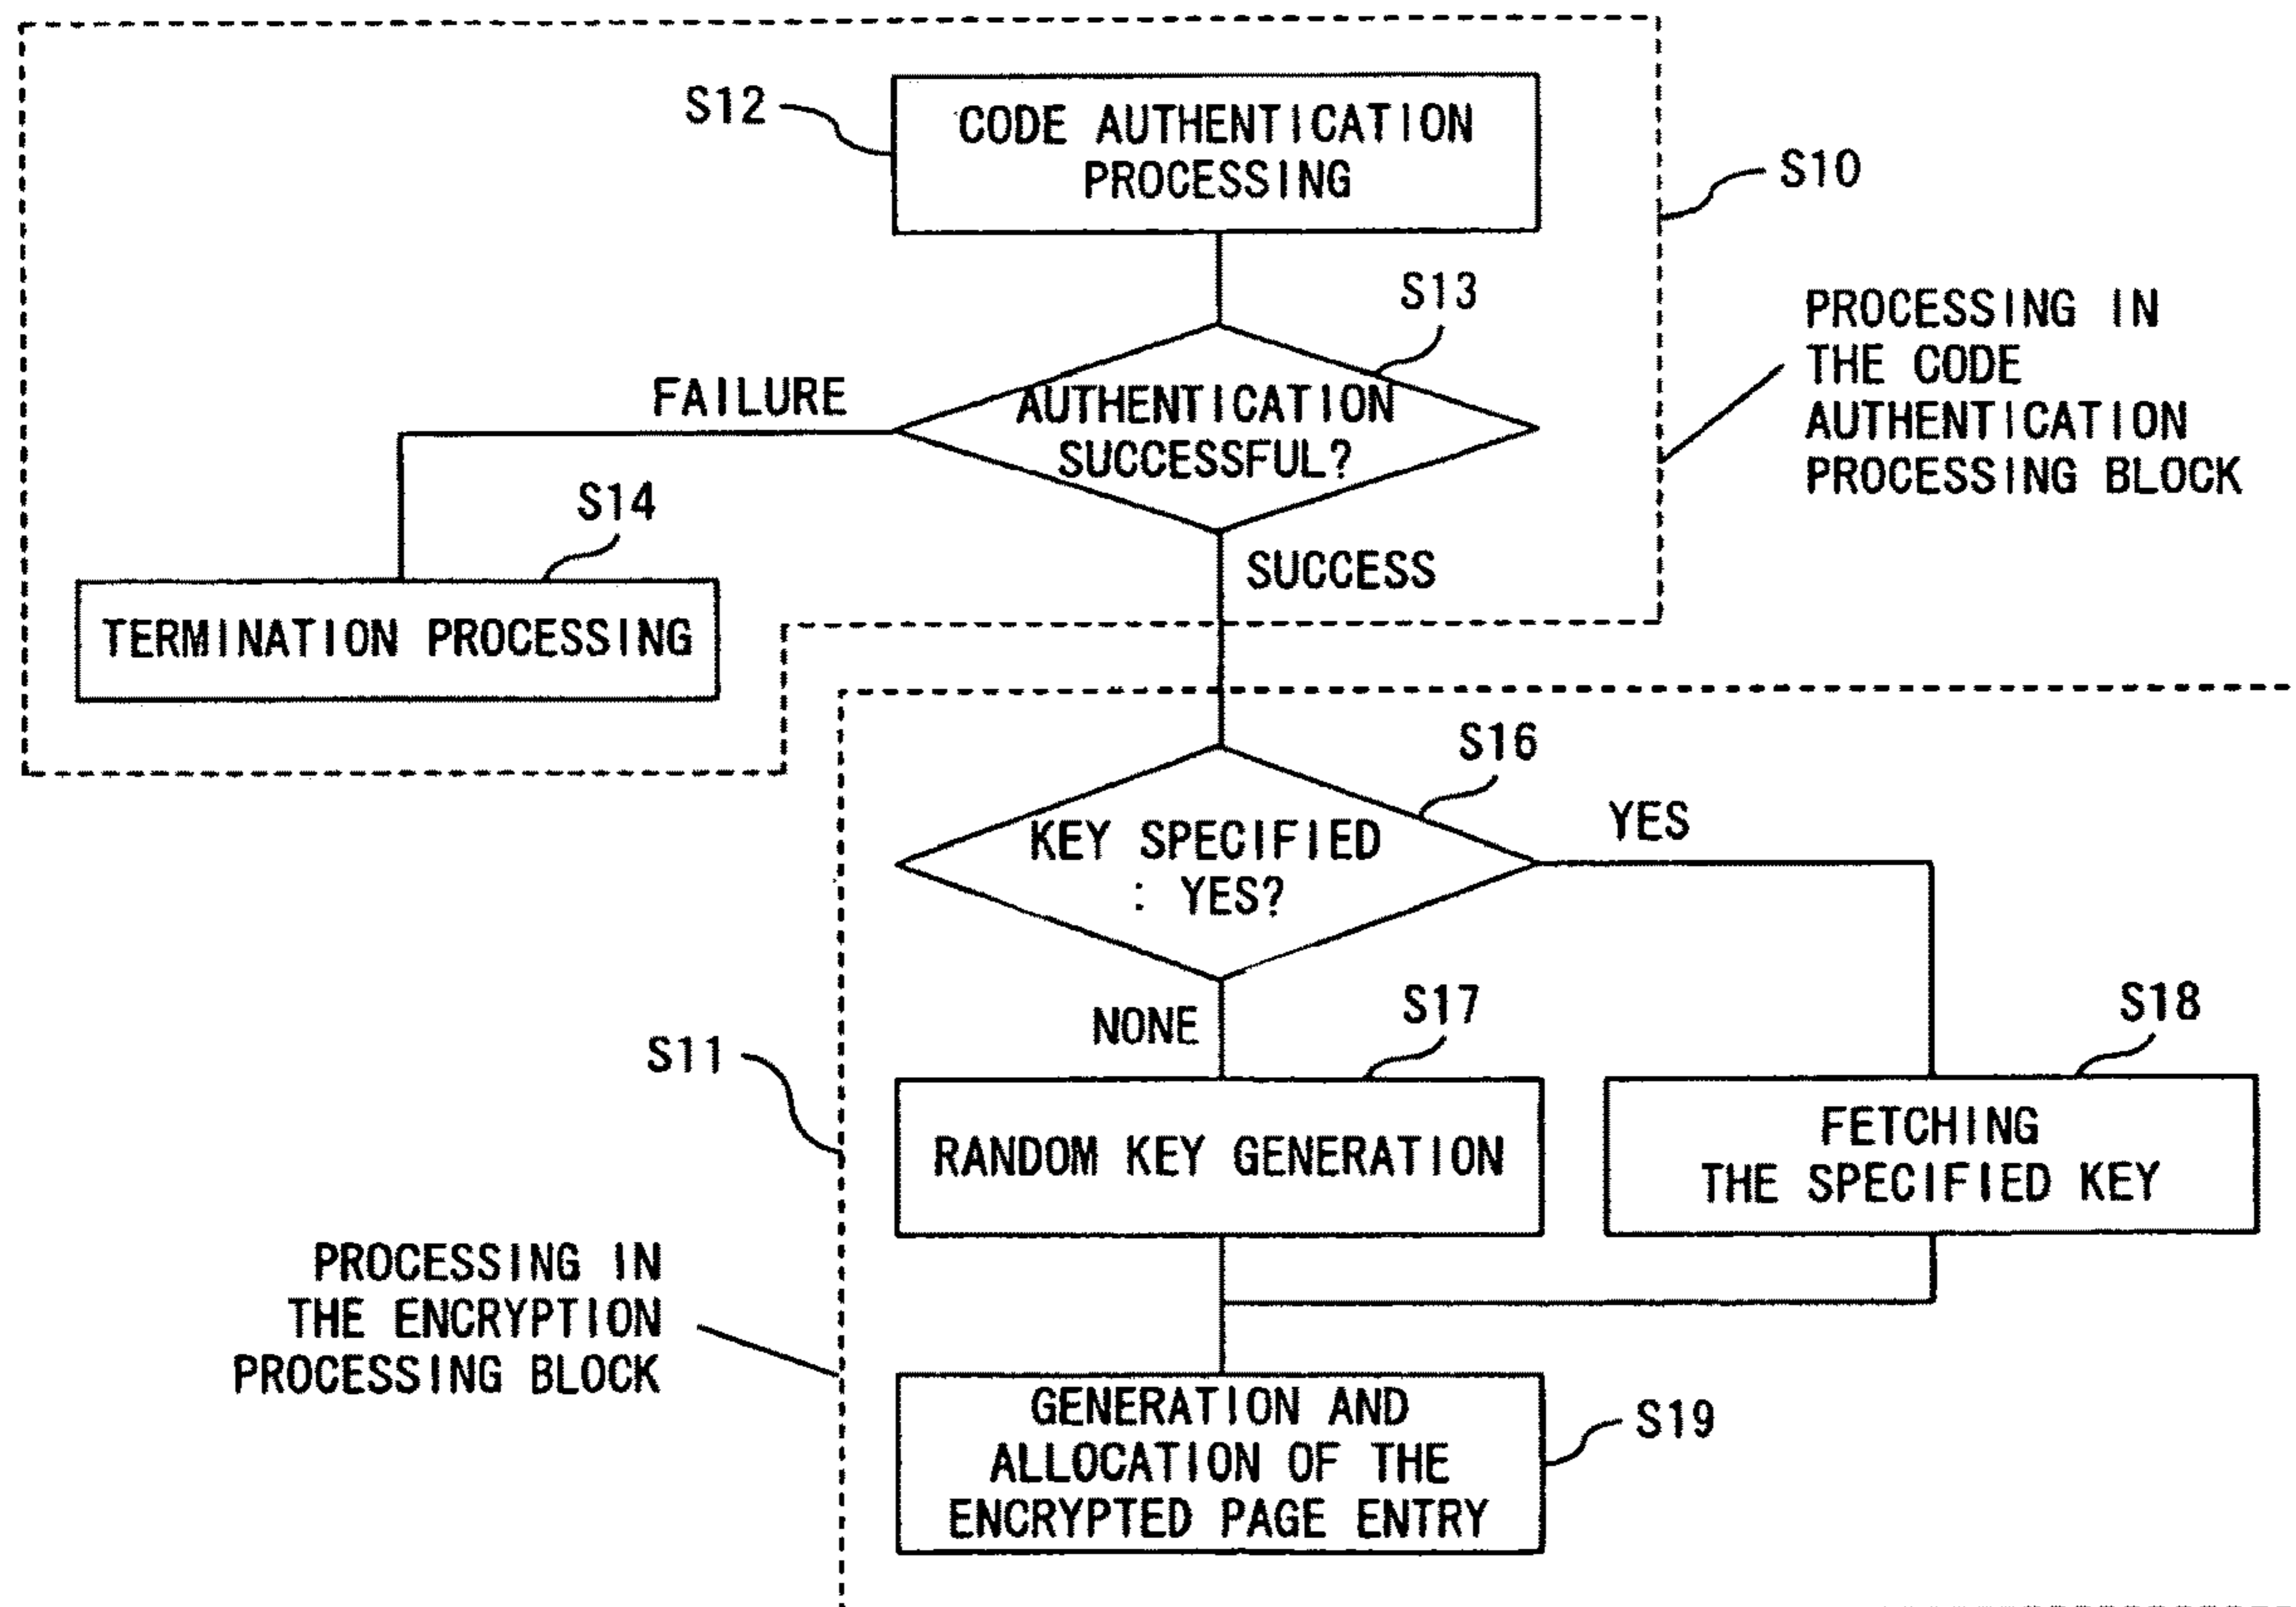 S12
CODE AUTHENTICATION
PROCESSING
S10
S13
PROCESSING IN
THE CODE
AUTHENTICATION
PROCESSING BLOCK
FAILURE
AUTHENTICATION
SUCCESSFUL?
S14
SUCCESS
TERMINATION PROCESSING
S16
YES
KEY SPECIFIED
: YES?
NONE
S17
S18
S11
RANDOM KEY GENERATION
FETCHING
THE SPECIFIED KEY
PROCESSING IN
THE ENCRYPTION
PROCESSING BLOCK
GENERATION AND
ALLOCATION OF THE
ENCRYPTED PAGE ENTRY
S19